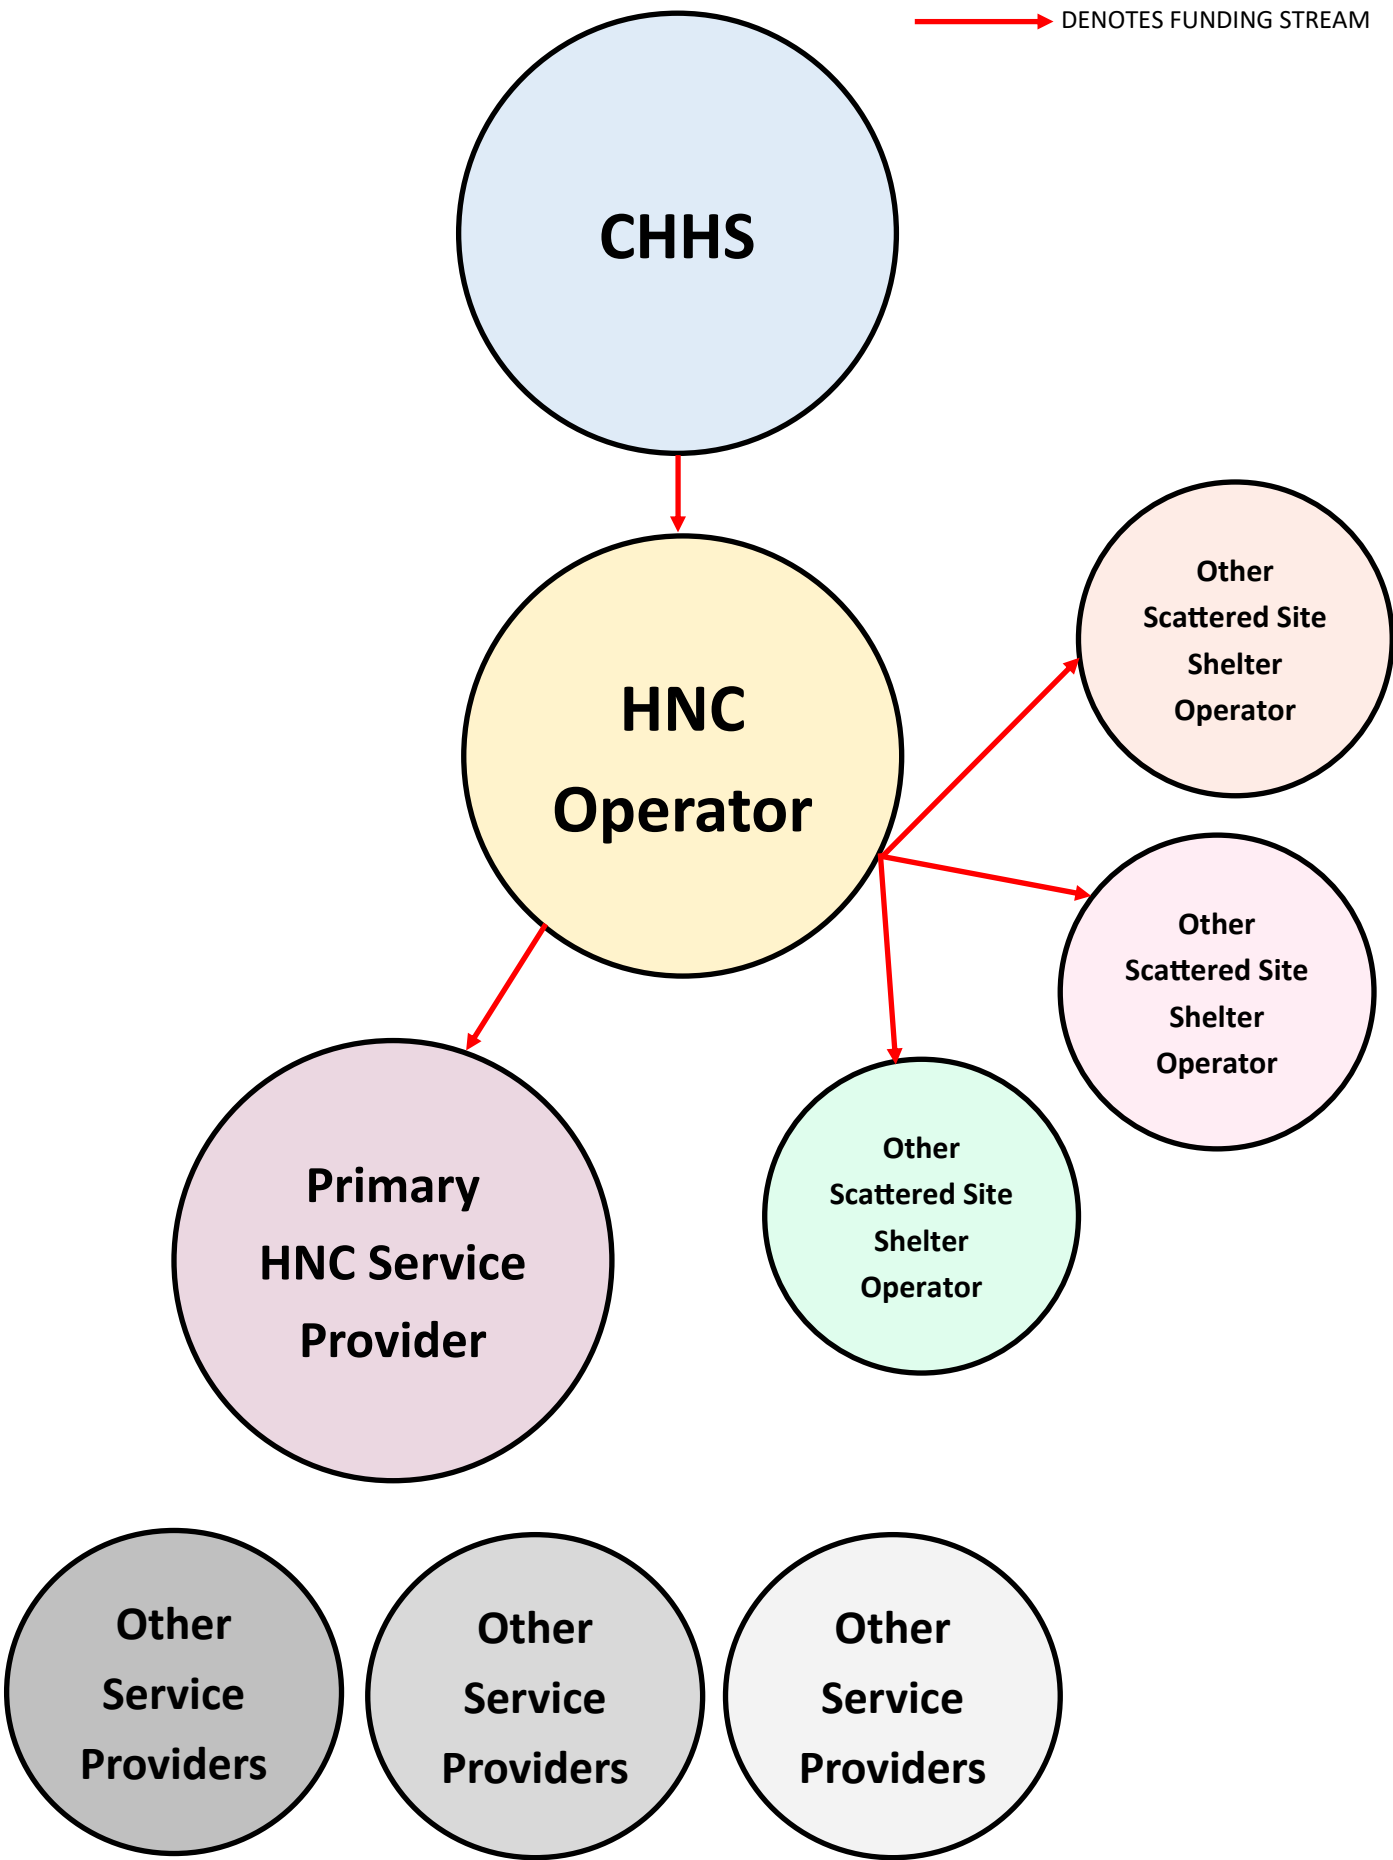 DENOTES FUNDING STREAM
CHHS
HNC
Operator
Other
Scattered Site
Shelter
Operator
Other
Scattered Site
Shelter
Operator
Other
Scattered Site
Shelter
Operator
Primary
HNC Service
Provider
Other
Service
Providers
Other
Service
Providers
Other
Service
Providers